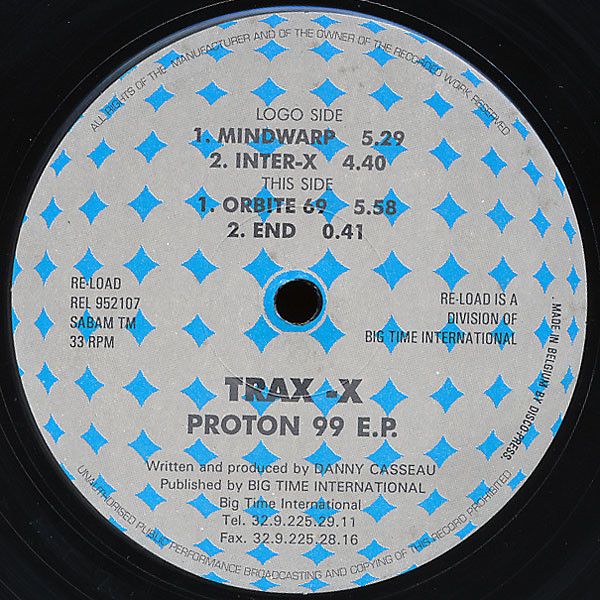 ALL RIGHTS OF THE MANUFACTURER AND OF THE OWNER OF THE RECORDED WORK RESERVED
LOGO SIDE
1. MINDWARP 5.29
2. INTER-X 4.40
THIS SIDE
1. ORBITE 69 5.58
2. END 0.41
RE-LOAD
REL 952107
SABAM TM
33 RPM
RE-LOAD IS A
DIVISION OF
BIG TIME INTERNATIONAL
MADE IN BELGIUM BY DISCO-PRESS.
TRAX -X
PROTON 99 E.P.
Written and produced by DANNY CASSEAU
Published by BIG TIME INTERNATIONAL
Big Time International
Tel. 32.9.225.29.11
Fax. 32.9.225.28.16
UNAUTHORISED PUBLIC PERFORMANCE BROADCASTING AND COPYING OF THIS RECORD PROHIBITED